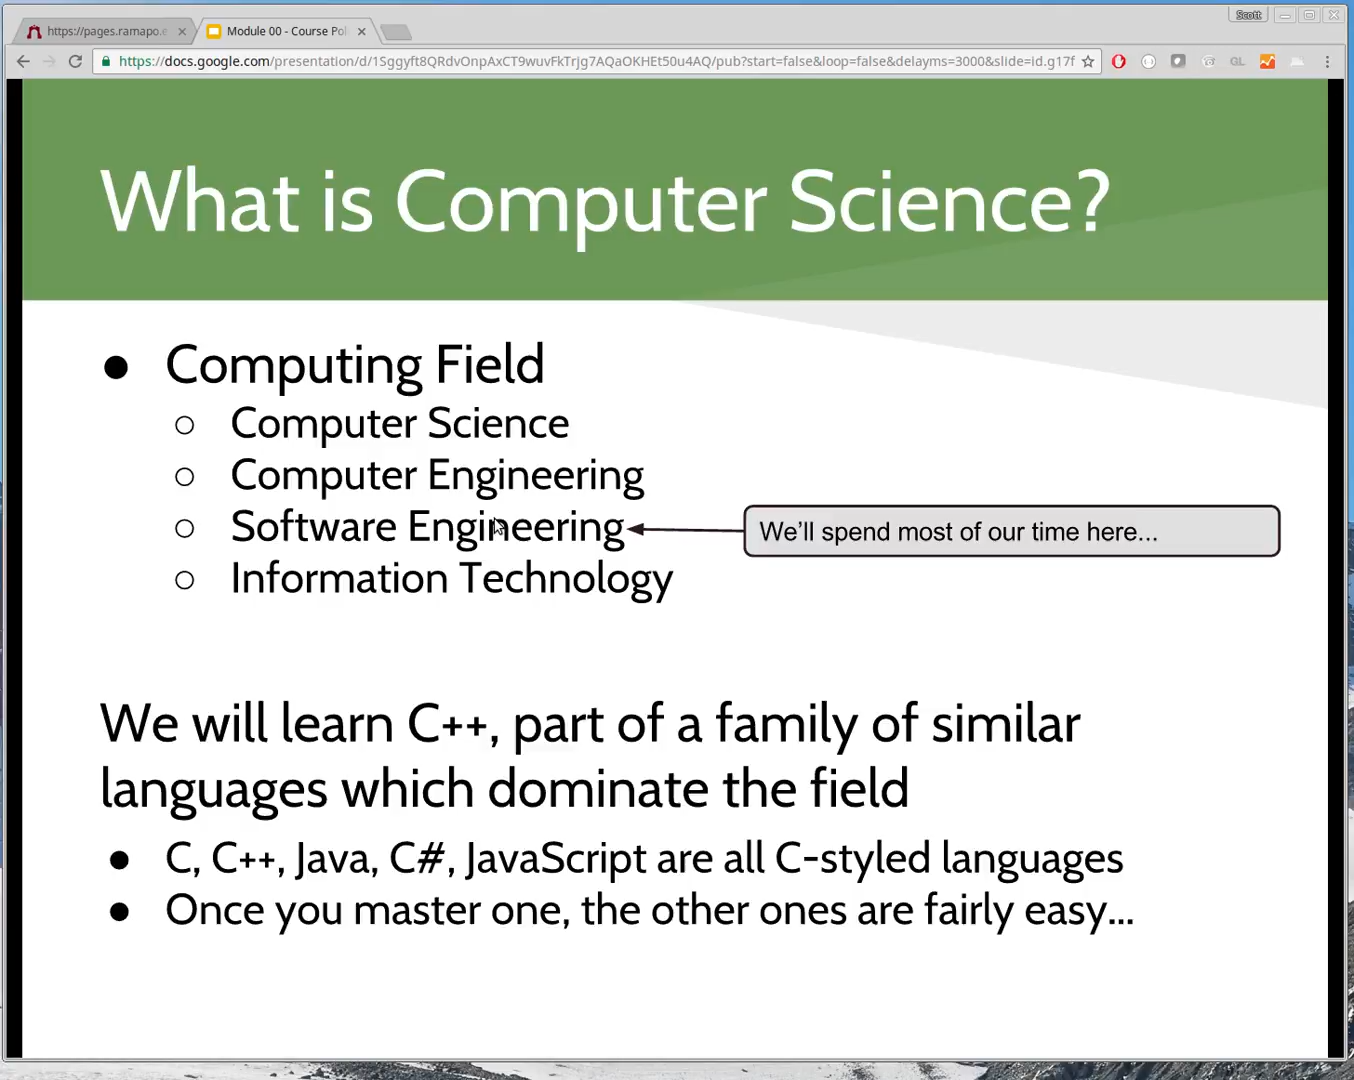 Scott
https://pages.ramapo.e
Module 00 - Course Pol
https://docs.google.com/presentation/d/1Sggyft8QRdvOnpAxCT9wuvFkTrjg7AQaOKHEt50u4AQ/pub?start=false&loop=false&delayms=3000&slide=id.g17f
GL
What is Computer Science?
● Computing Field
○ Computer Science
○ Computer Engineering
○ Software Engineering
We'll spend most of our time here...
○ Information Technology
We will learn C++, part of a family of similar
languages which dominate the field
● C, C++, Java, C#, JavaScript are all C-styled languages
● Once you master one, the other ones are fairly easy...